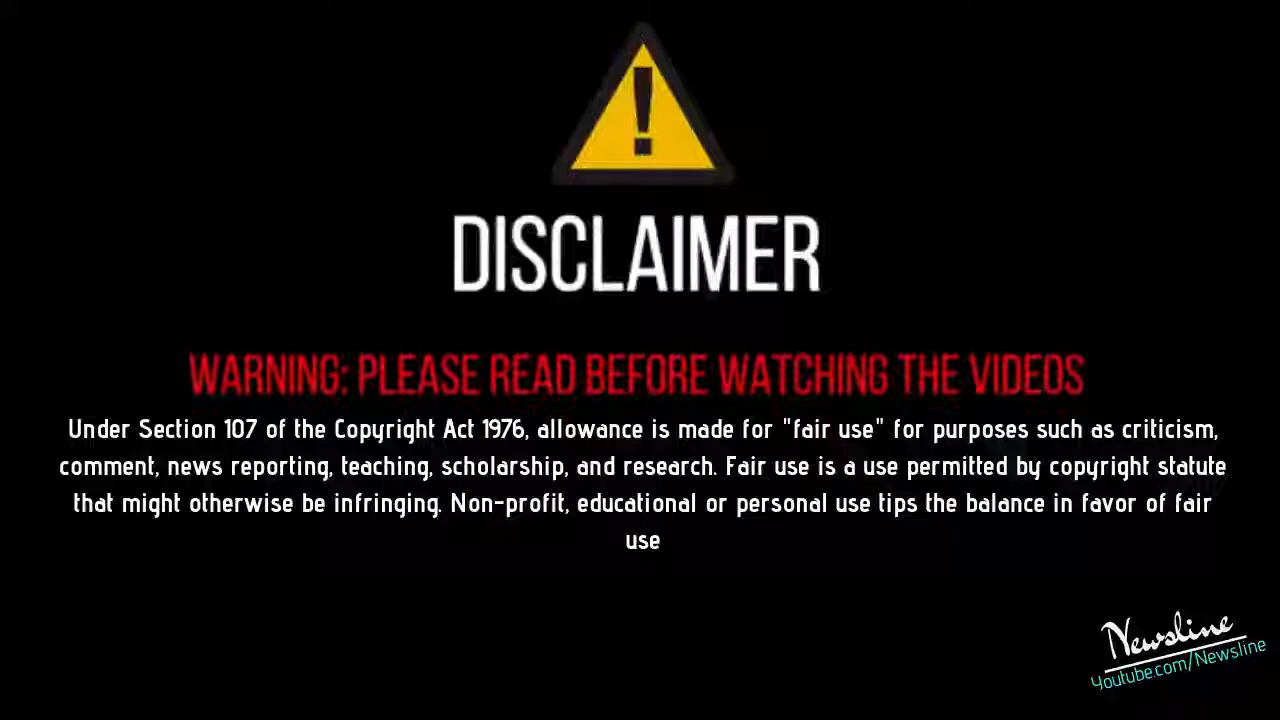 DISCLAIMER
WARNING: PLEASE READ BEFORE WATCHING THE VIDEOS
Under Section 107 of the Copyright Act 1976, allowance is made for "fair use" for purposes such as criticism,
comment, news reporting, teaching, scholarship, and research. Fair use is a use permitted by copyright statute
that might otherwise be infringing. Non-profit, educational or personal use tips the balance in favor of fair
use
Newsline
Youtube.com/Newsline